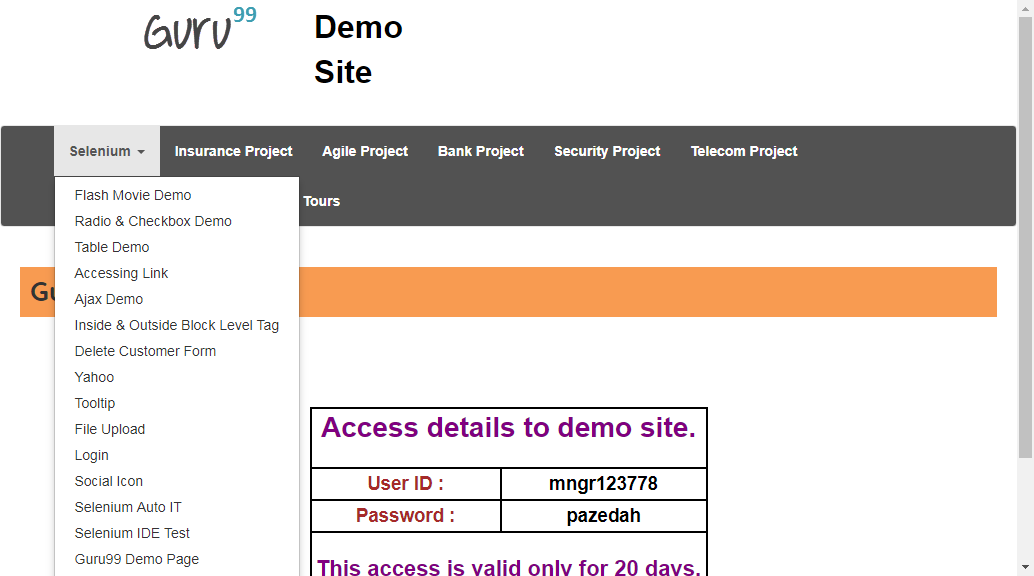 Guru99
Demo
Site
Selenium
Insurance Project
Agile Project
Bank Project
Security Project
Telecom Project
Tours
Flash Movie Demo
Radio & Checkbox Demo
Table Demo
Accessing Link
Ajax Demo
Inside & Outside Block Level Tag
Delete Customer Form
Yahoo
Tooltip
File Upload
Login
Social Icon
Selenium Auto IT
Selenium IDE Test
Guru99 Demo Page
Access details to demo site.
User ID : mngr123778
Password : pazedah
This access is valid only for 20 days.